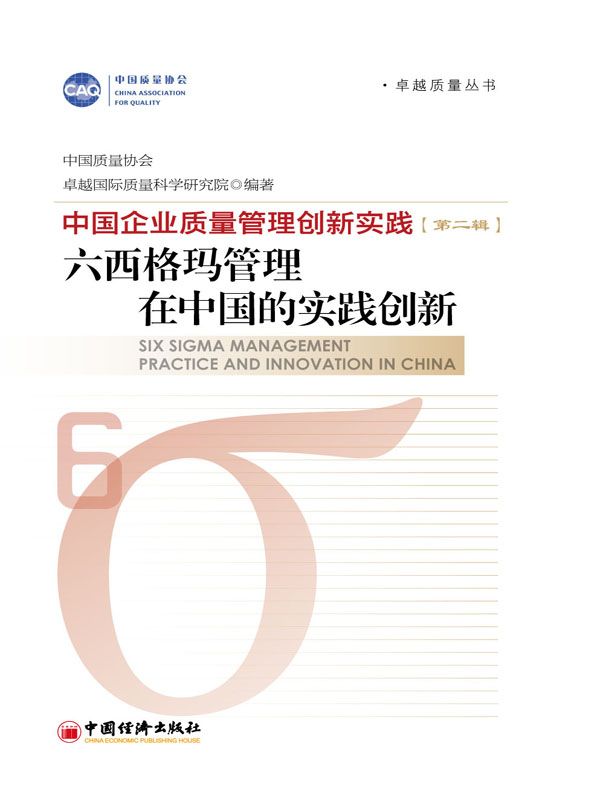 CAQ
中国质量协会
CHINA ASSOCIATION
FOR QUALITY
·卓越质量丛书
中国质量协会
卓越国际质量科学研究院◎编著
中国企业质量管理创新实践【第二辑】
六西格玛管理
在中国的实践创新
SIX SIGMA MANAGEMENT
PRACTICE AND INNOVATION IN CHINA
6σ
中国经济出版社
CHINA ECONOMIC PUBLISHING HOUSE